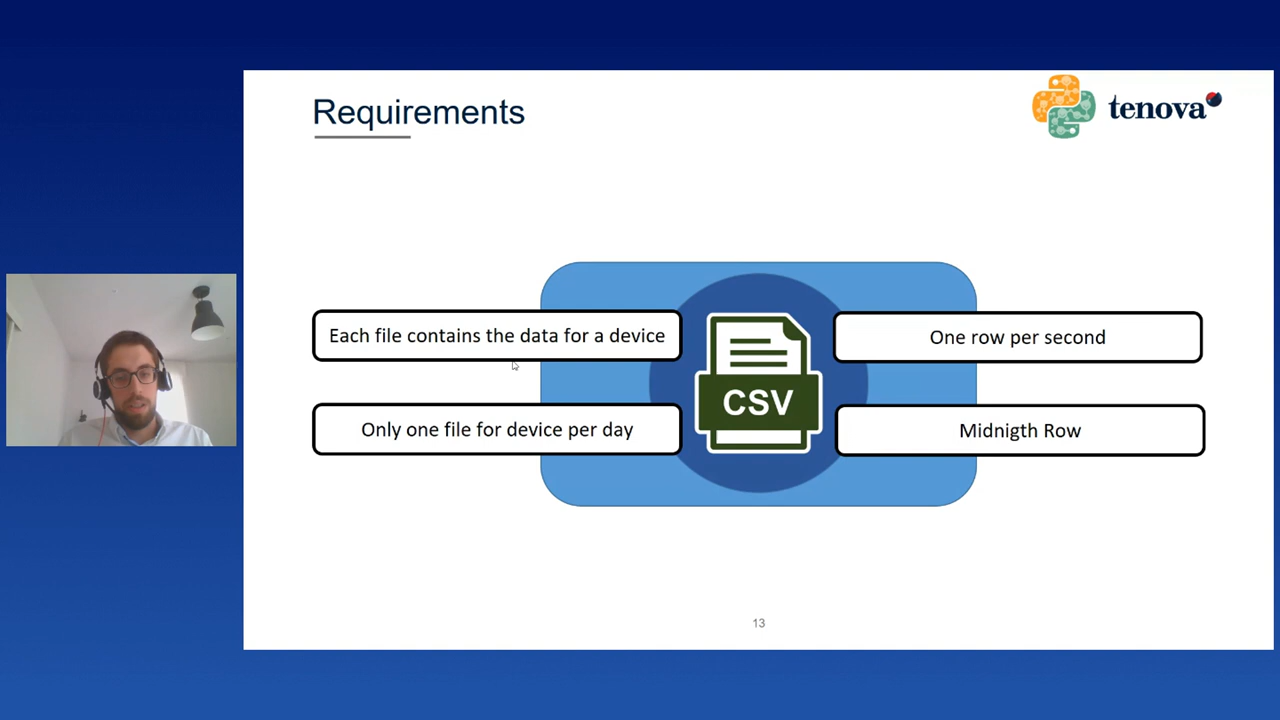 Requirements
tenova
Each file contains the data for a device
One row per second
CSV
Only one file for device per day
Midnigth Row
13